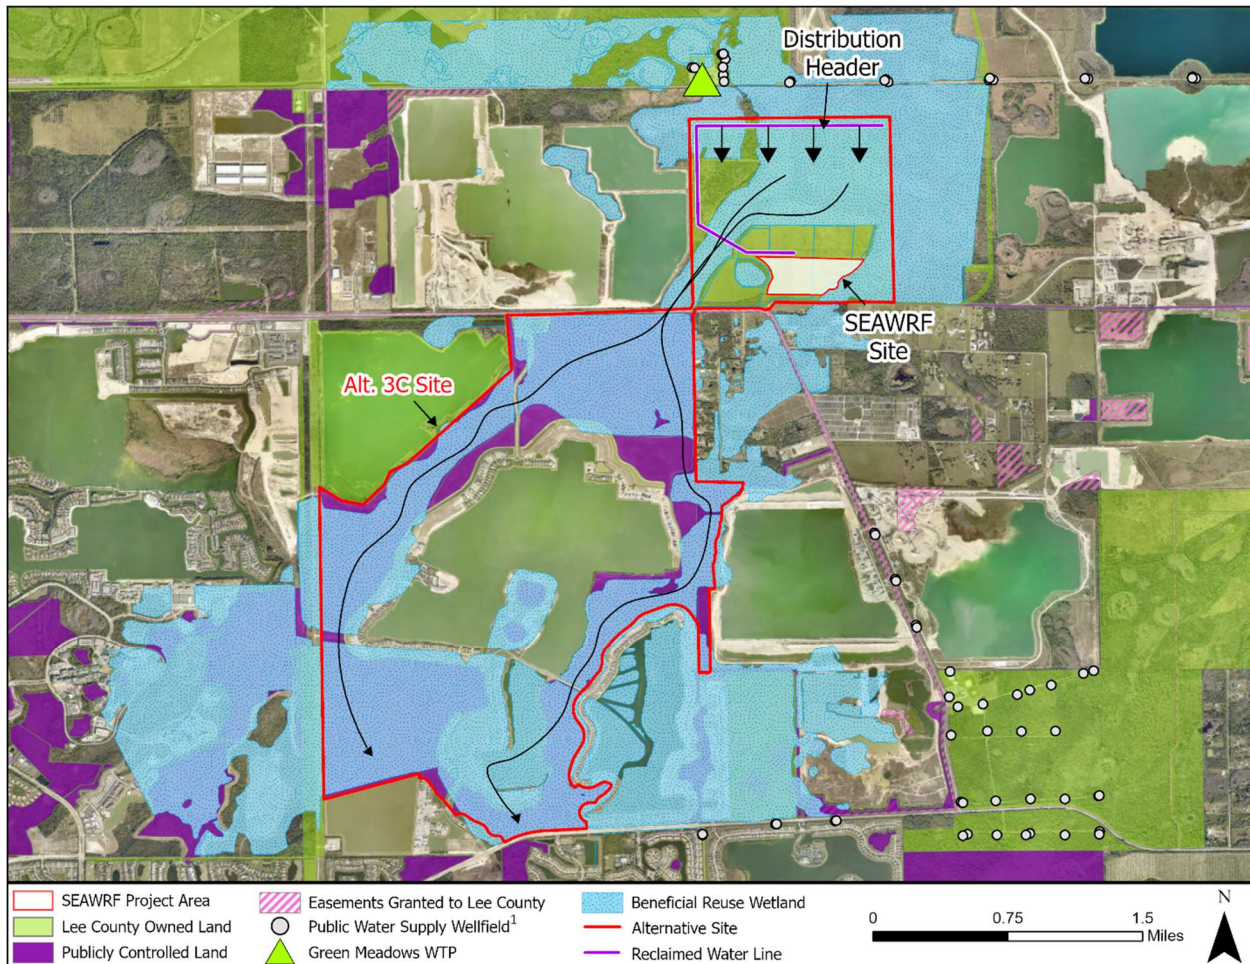 Distribution
Header
SEAWRF
Site
Alt. 3C Site
SEAWRF Project Area
Lee County Owned Land
Publicly Controlled Land
Easements Granted to Lee County
Public Water Supply Wellfield¹
Green Meadows WTP
Beneficial Reuse Wetland
Alternative Site
Reclaimed Water Line
0 0.75 1.5
Miles
N